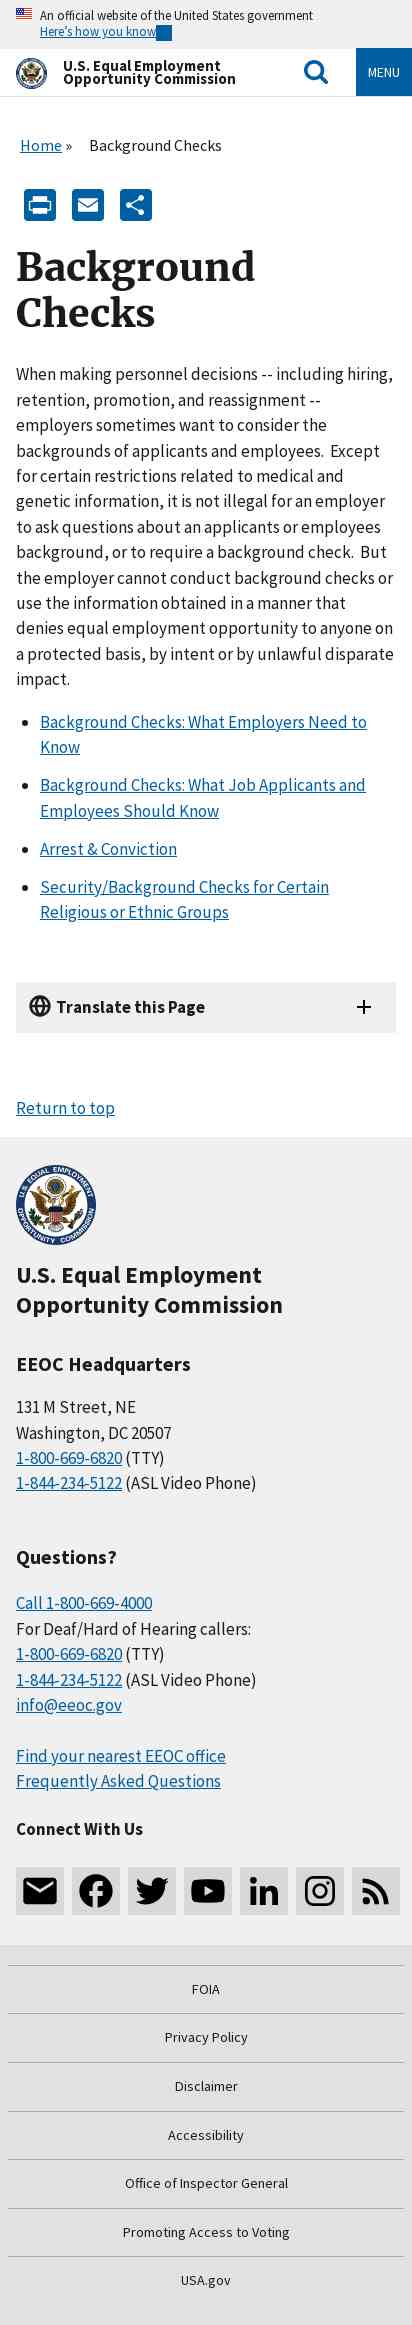 An official website of the United States government
Here's how you know
U.S. Equal Employment
Opportunity Commission
MENU
Home » Background Checks
Background
Checks
When making personnel decisions -- including hiring,
retention, promotion, and reassignment --
employers sometimes want to consider the
backgrounds of applicants and employees.  Except
for certain restrictions related to medical and
genetic information, it is not illegal for an employer
to ask questions about an applicants or employees
background, or to require a background check.  But
the employer cannot conduct background checks or
use the information obtained in a manner that
denies equal employment opportunity to anyone on
a protected basis, by intent or by unlawful disparate
impact.
Background Checks: What Employers Need to
Know
Background Checks: What Job Applicants and
Employees Should Know
Arrest & Conviction
Security/Background Checks for Certain
Religious or Ethnic Groups
Translate this Page
Return to top
U.S. EQUAL EMPLOYMENT OPPORTUNITY COMMISSION
U.S. Equal Employment
Opportunity Commission
EEOC Headquarters
131 M Street, NE
Washington, DC 20507
1-800-669-6820 (TTY)
1-844-234-5122 (ASL Video Phone)
Questions?
Call 1-800-669-4000
For Deaf/Hard of Hearing callers:
1-800-669-6820 (TTY)
1-844-234-5122 (ASL Video Phone)
info@eeoc.gov
Find your nearest EEOC office
Frequently Asked Questions
Connect With Us
FOIA
Privacy Policy
Disclaimer
Accessibility
Office of Inspector General
Promoting Access to Voting
USA.gov